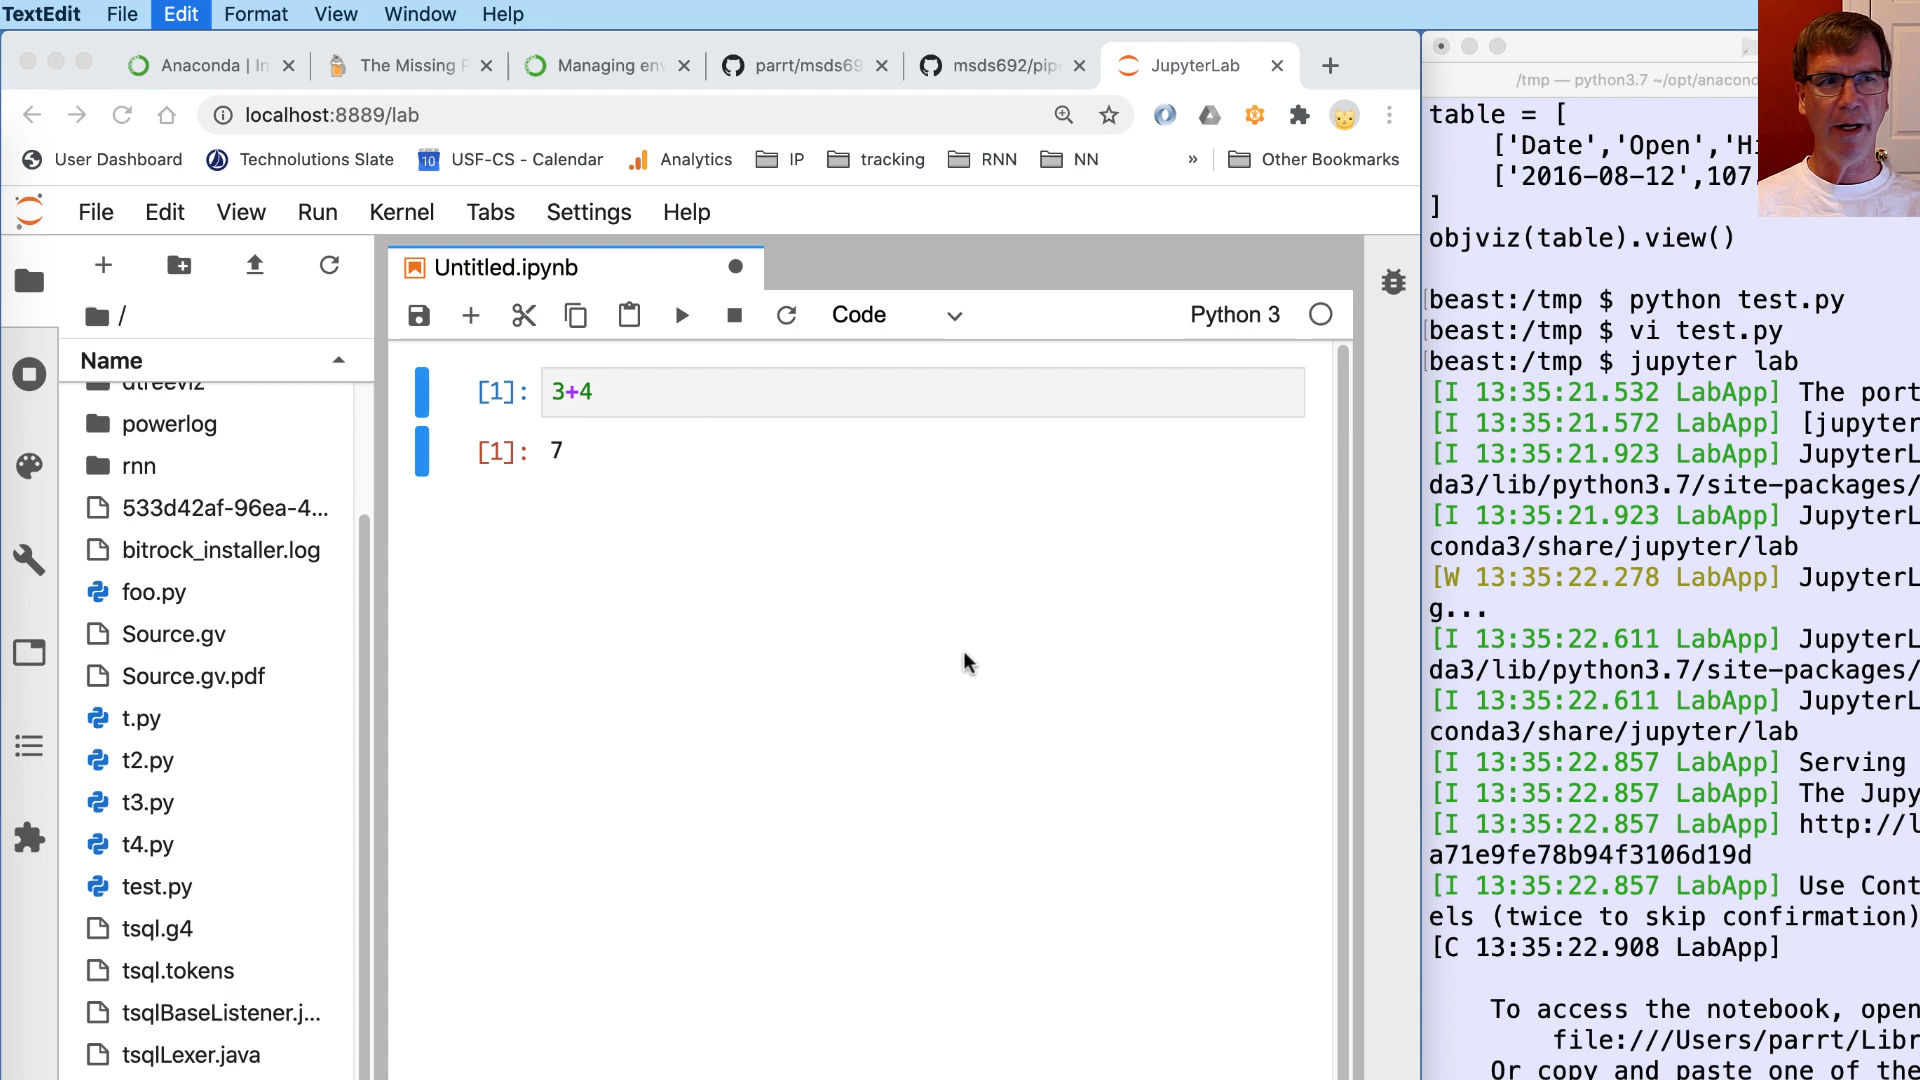 TextEdit File Edit Format View Window Help
Anaconda | In
The Missing
Managing env
parrt/msds69
msds692/pipe
JupyterLab
/tmp — python3.7 ~/opt/anacond
localhost:8889/lab
User Dashboard
Technolutions Slate
10
USF-CS - Calendar
Analytics
IP
tracking
RNN
NN
»
Other Bookmarks
File Edit View Run Kernel Tabs Settings Help
/
Name
dtreeviz
powerlog
rnn
533d42af-96ea-4...
bitrock_installer.log
foo.py
Source.gv
Source.gv.pdf
t.py
t2.py
t3.py
t4.py
test.py
tsql.g4
tsql.tokens
tsqlBaseListener.j...
tsqlLexer.java
Untitled.ipynb
Code
Python 3
[1]: 3+4
[1]: 7
table = [
['Date','Open','Hi
['2016-08-12',107
]
objviz(table).view()
beast:/tmp $ python test.py
beast:/tmp $ vi test.py
beast:/tmp $ jupyter lab
[I 13:35:21.532 LabApp] The port
[I 13:35:21.572 LabApp] [jupyter
[I 13:35:21.923 LabApp] JupyterL
da3/lib/python3.7/site-packages/
[I 13:35:21.923 LabApp] JupyterL
conda3/share/jupyter/lab
[W 13:35:22.278 LabApp] JupyterL
g...
[I 13:35:22.611 LabApp] JupyterL
da3/lib/python3.7/site-packages/
[I 13:35:22.611 LabApp] JupyterL
conda3/share/jupyter/lab
[I 13:35:22.857 LabApp] Serving
[I 13:35:22.857 LabApp] The Jupy
[I 13:35:22.857 LabApp] http://l
a71e9fe78b94f3106d19d
[I 13:35:22.857 LabApp] Use Cont
els (twice to skip confirmation)
[C 13:35:22.908 LabApp]
To access the notebook, open
file:///Users/parrt/Libr
Or copy and paste one of the